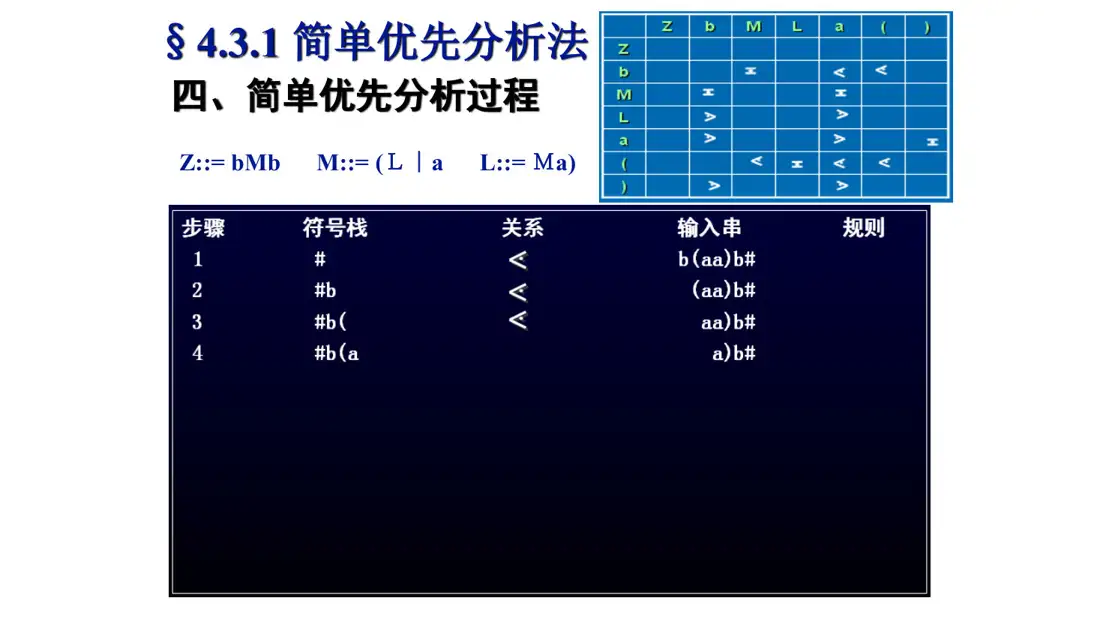 § 4.3.1 简单优先分析法
四、简单优先分析过程
Z::= bMb M::= (L | a L::= Ma)
Z b M L a ( )
Z
b ≖ ⋖ ⋖
M ≖ ≖
L ⋗ ⋗
a ⋗ ⋗ ≖
( ⋖ ≖ ⋖ ⋖
) ⋗ ⋗
步骤 符号栈 关系 输入串 规则
1 # ⋖ b(aa)b#
2 #b ⋖ (aa)b#
3 #b( ⋖ aa)b#
4 #b(a a)b#